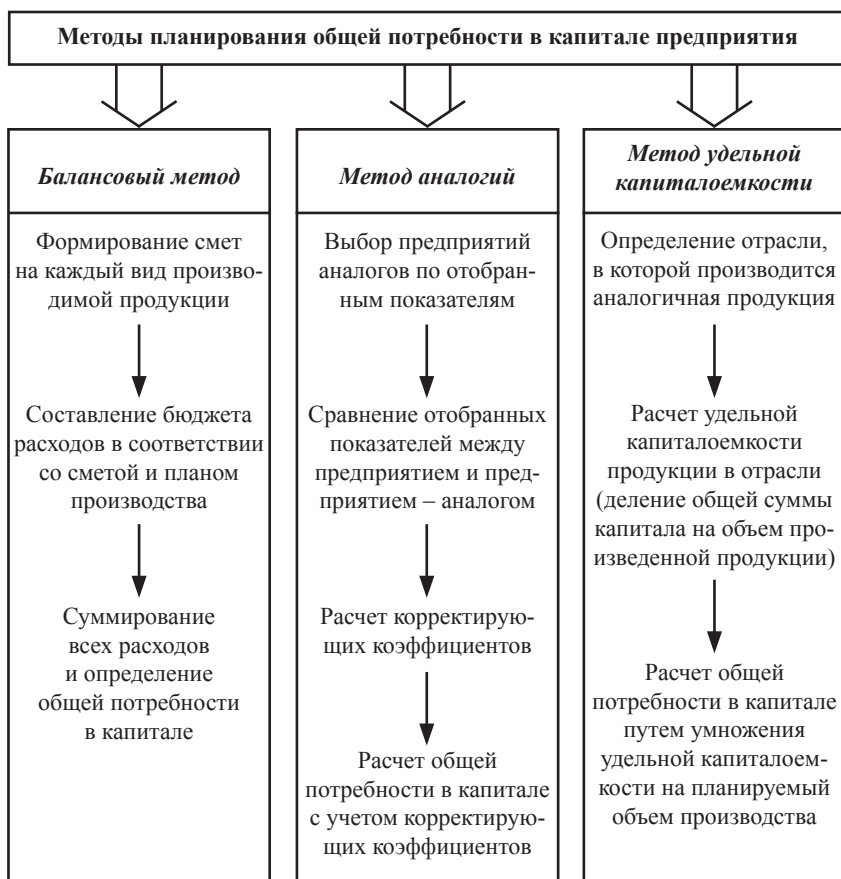 Методы планирования общей потребности в капитале предприятия
Балансовый метод
Формирование смет
на каждый вид произво-
димой продукции
Составление бюджета
расходов в соответствии
со сметой и планом
производства
Суммирование
всех расходов
и определение
общей потребности
в капитале
Метод аналогий
Выбор предприятий
аналогов по отобран-
ным показателям
Сравнение отобранных
показателей между
предприятием и пред-
приятием – аналогом
Расчет корректирую-
щих коэффициентов
Расчет общей
потребности в капитале
с учетом корректирую-
щих коэффициентов
Метод удельной
капиталоемкости
Определение отрасли,
в которой производится
аналогичная продукция
Расчет удельной
капиталоемкости
продукции в отрасли
(деление общей суммы
капитала на объем про-
изведенной продукции)
Расчет общей
потребности в капитале
путем умножения
удельной капиталоем-
кости на планируемый
объем производства